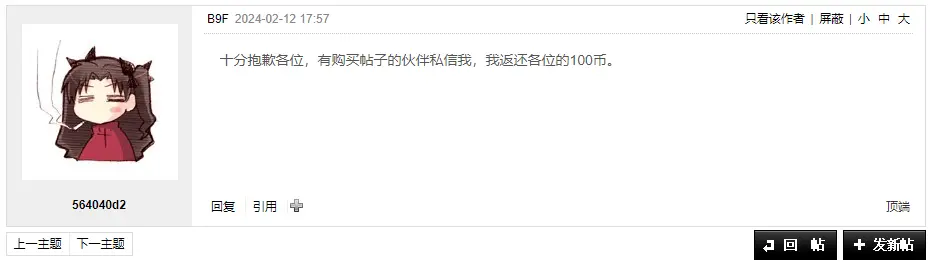 B9F 2024-02-12 17:57 只看该作者 | 屏蔽 | 小 中 大
十分抱歉各位，有购买帖子的伙伴私信我，我返还各位的100币。
564040d2
回复 引用 顶端
上一主题 下一主题 回 帖 发新帖